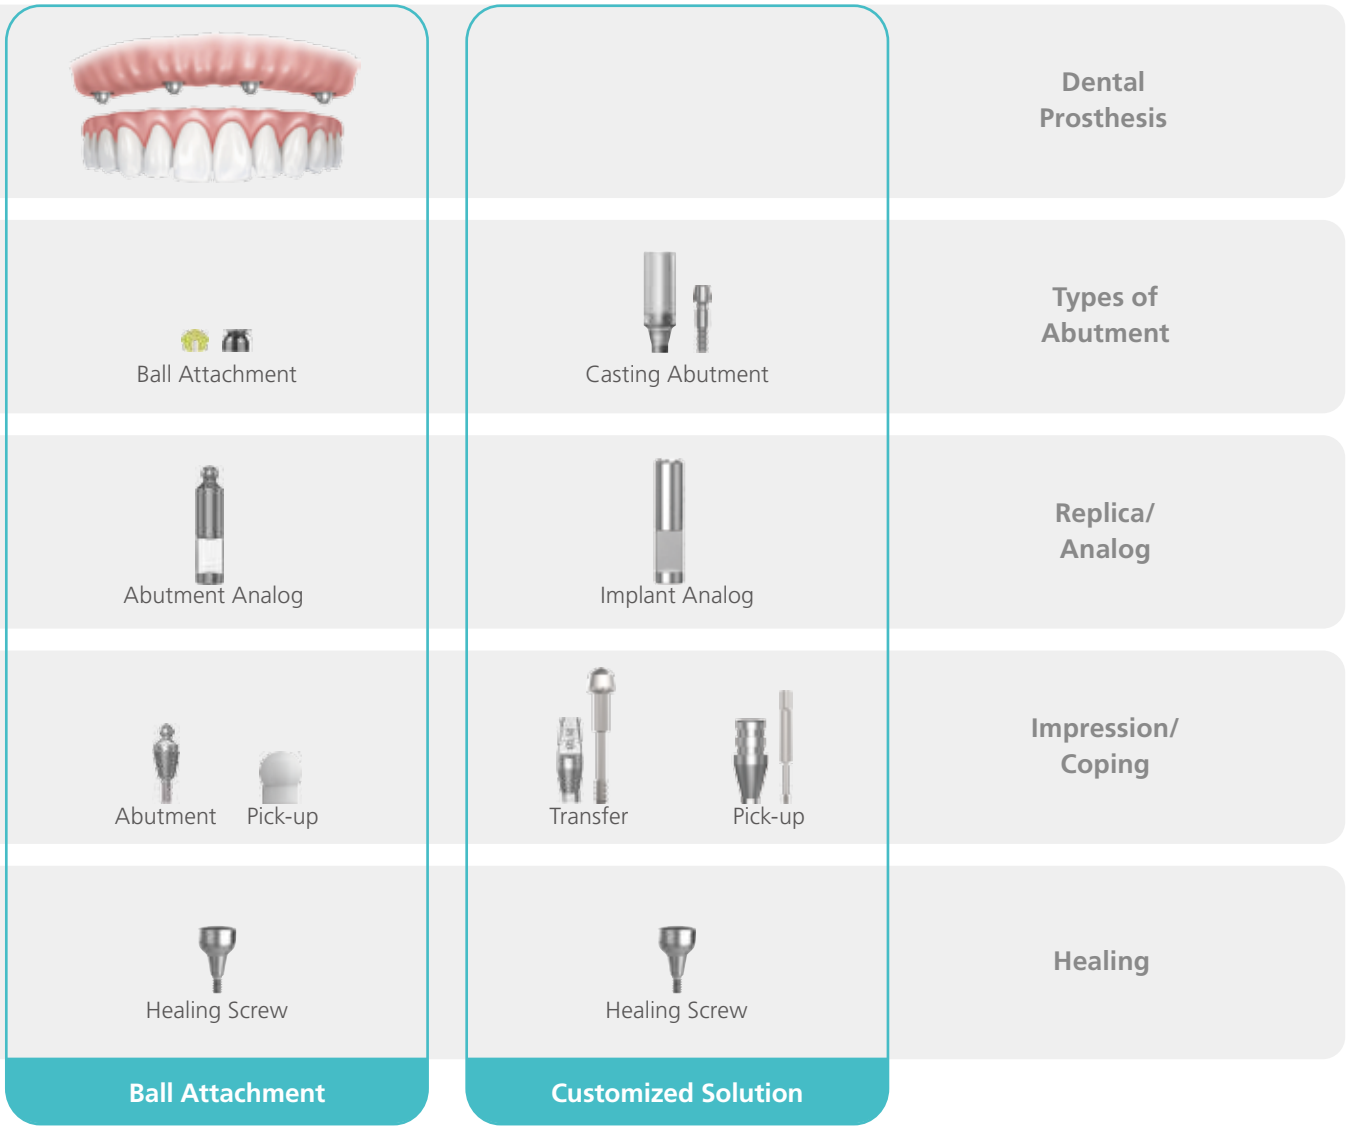 Dental
Prosthesis
Ball Attachment
Casting Abutment
Types of
Abutment
Abutment Analog
Implant Analog
Replica/
Analog
Abutment
Pick-up
Transfer
Pick-up
Impression/
Coping
Healing Screw
Healing Screw
Healing
Ball Attachment
Customized Solution